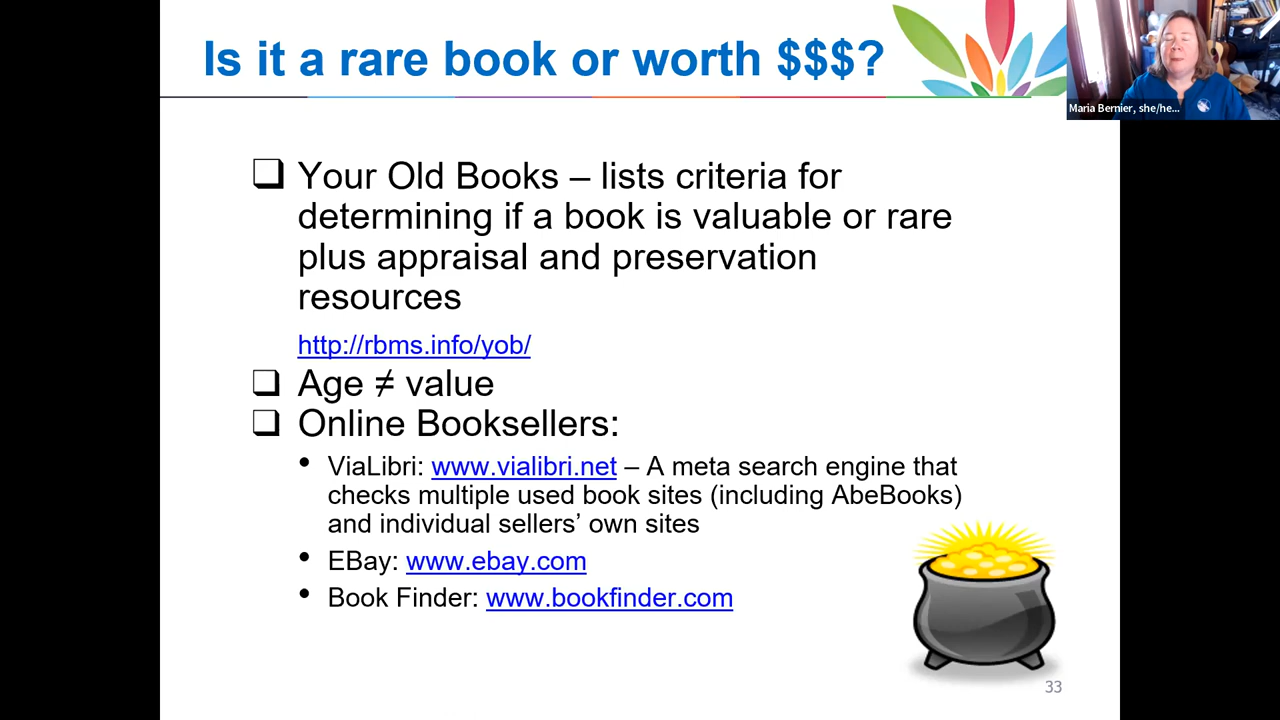 Is it a rare book or worth $$$?
Maria Bernier, she/he...
❑ Your Old Books – lists criteria for
determining if a book is valuable or rare
plus appraisal and preservation
resources
http://rbms.info/yob/
❑ Age ≠ value
❑ Online Booksellers:
• ViaLibri: www.vialibri.net – A meta search engine that
checks multiple used book sites (including AbeBooks)
and individual sellers’ own sites
• EBay: www.ebay.com
• Book Finder: www.bookfinder.com
33